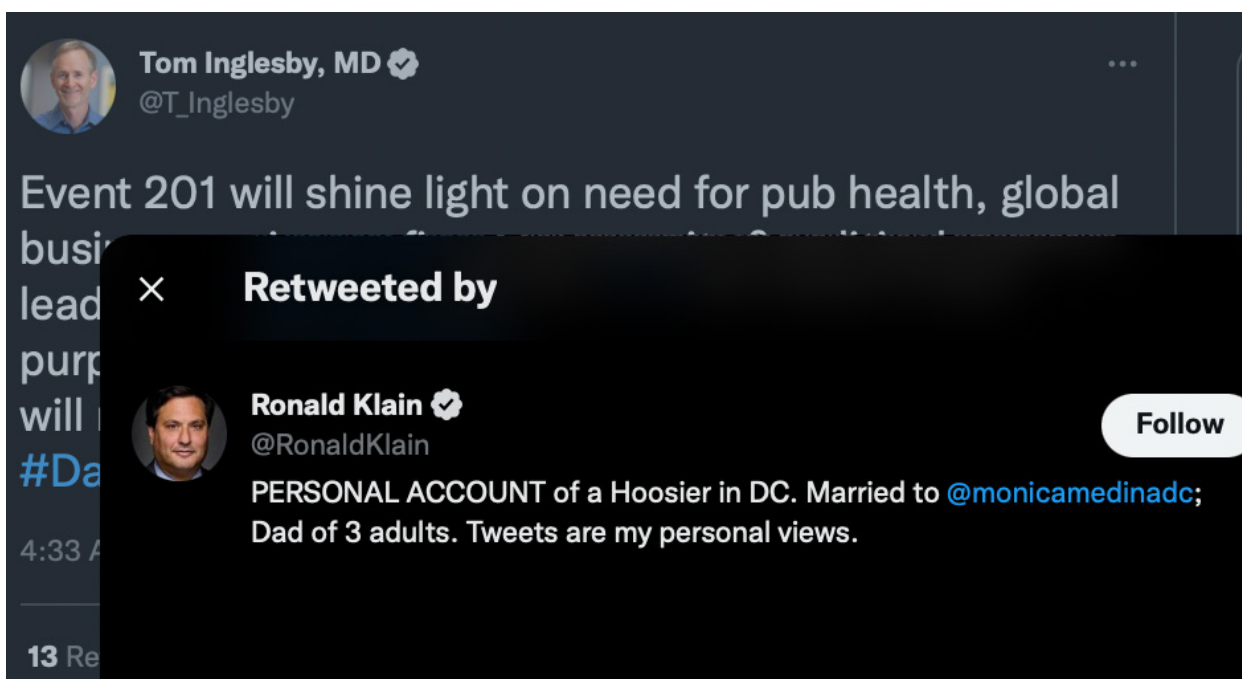 Tom Inglesby, MD
@T_Inglesby
Event 201 will shine light on need for pub health, global
busi
lead
purp
will
#Da
4:33 A
13 Re
Retweeted by
Ronald Klain
@RonaldKlain
Follow
PERSONAL ACCOUNT of a Hoosier in DC. Married to @monicamedinadc;
Dad of 3 adults. Tweets are my personal views.